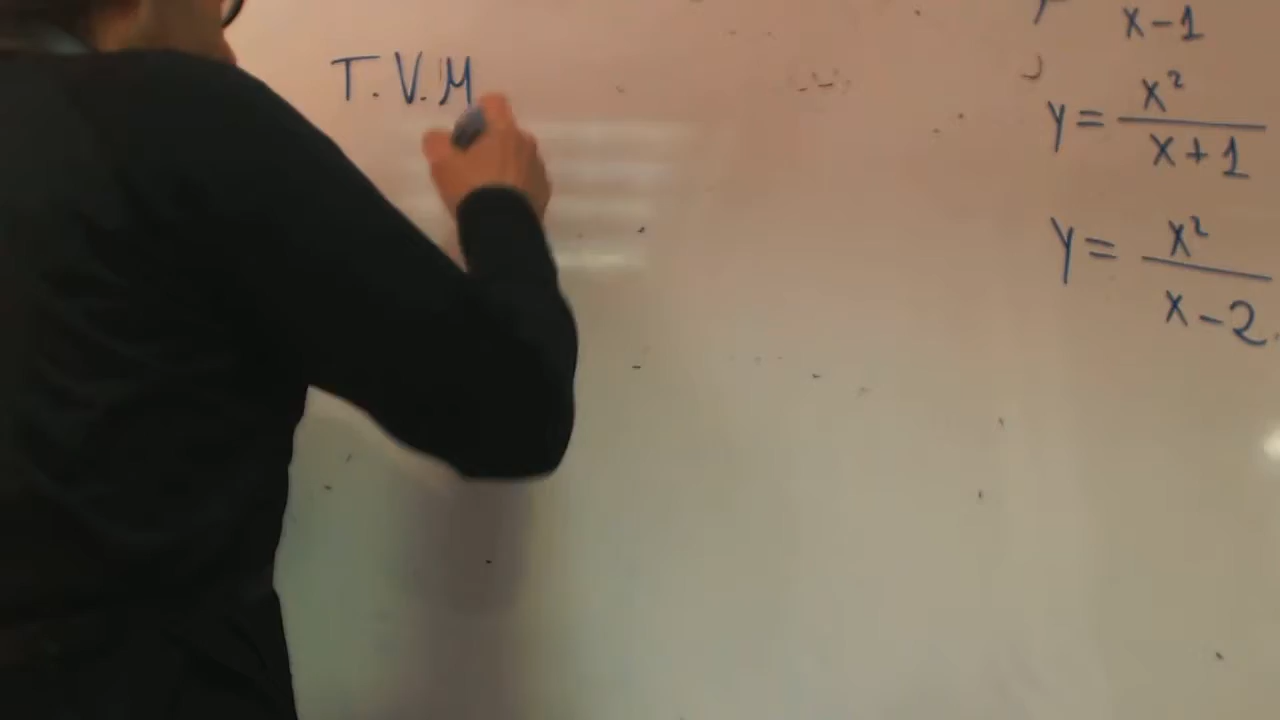 T.V.M
x-1
y = x²/x+1
y = x²/x-2